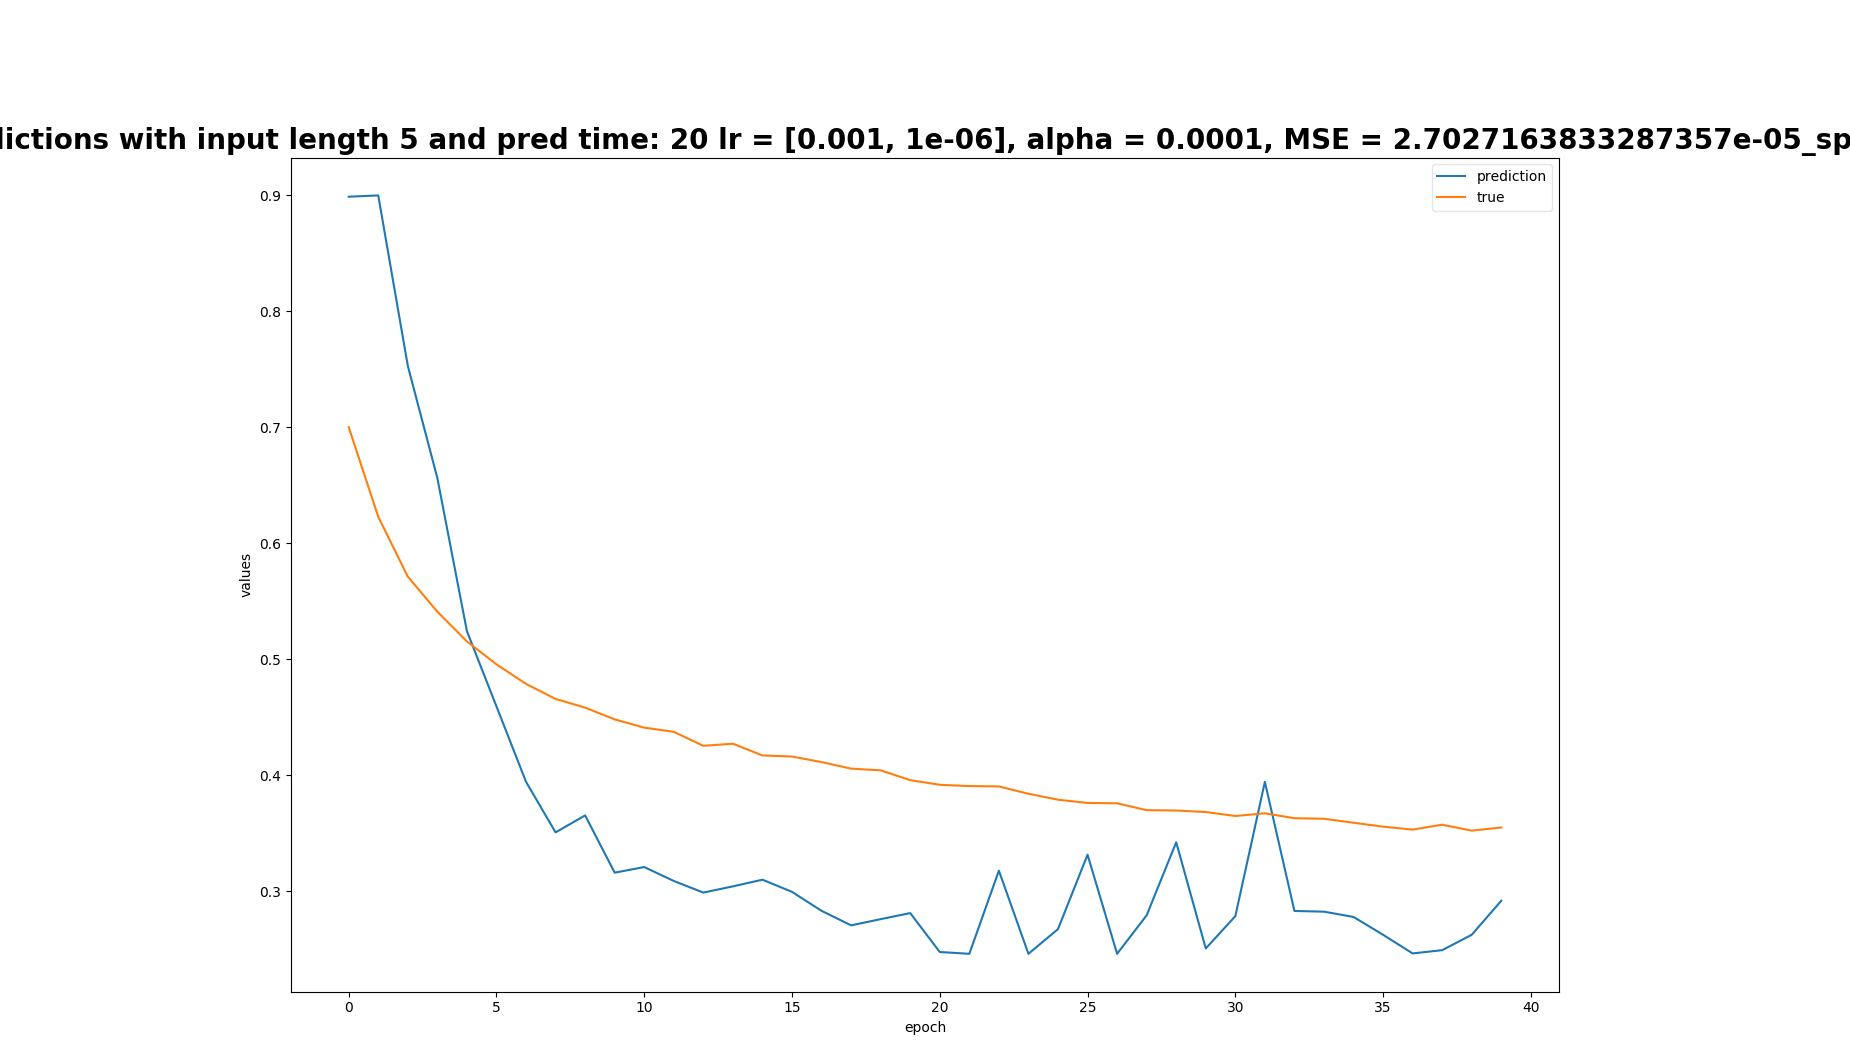 with input length 5 and pred time: 20 lr = [0.001, 1e-06], alpha = 0.0001, MSE = 2.7027163833287357e-05_sp
prediction
true
0.9
0.8
0.7
0.6
0.5
0.4
0.3
values
0 5 10 15 20 25 30 35 40
epoch